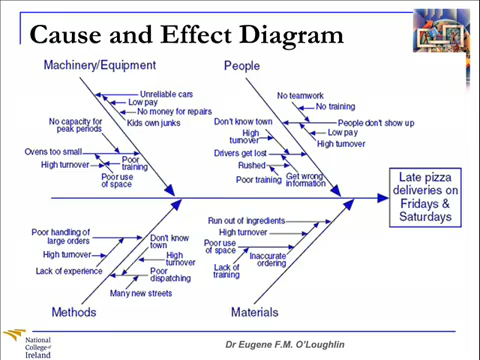 Cause and Effect Diagram
Machinery/Equipment
People
Unreliable cars
Low pay
No money for repairs
Kids own junks
No capacity for
peak periods
Ovens too small
High turnover
Poor
training
Poor use
of space
No teamwork
No training
Don't know town
People don't show up
High
turnover
Low pay
High turnover
Drivers get lost
Rushed
Get wrong
information
Poor training
Late pizza
deliveries on
Fridays &
Saturdays
Poor handling of
large orders
Don't know
town
High turnover
High
turnover
Lack of experience
Poor
dispatching
Many new streets
Run out of ingredients
High turnover
Poor use
of space
Inaccurate
ordering
Lack of
training
Methods
Materials
National
College of
Ireland
Dr Eugene F.M. O'Loughlin